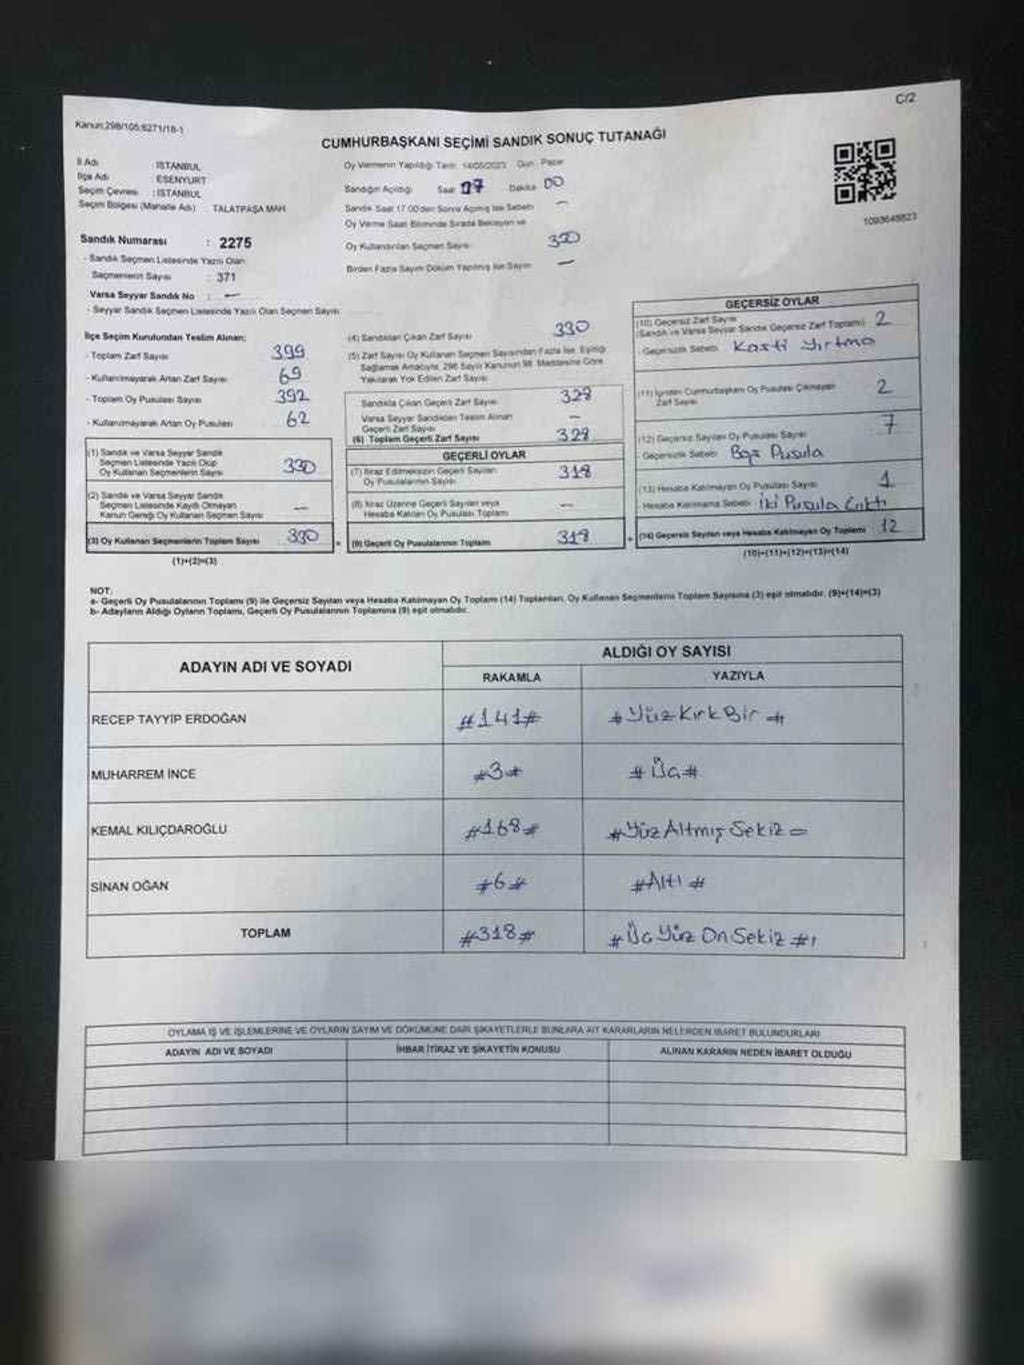 C/2
Kanun:298/105;6271/18-1
CUMHURBAŞKANI SEÇİMİ SANDIK SONUÇ TUTANAĞI
İl Adı : İSTANBUL
İlçe Adı : ESENYURT
Seçim Çevresi : İSTANBUL
Seçim Bölgesi (Mahalle Adı) : TALATPAŞA MAH
Sandık Numarası : 2275
- Sandık Seçmen Listesinde Yazılı Olan
Seçmenlerin Sayısı : 371
Varsa Seyyar Sandık No : —
- Seyyar Sandık Seçmen Listesinde Yazılı Olan Seçmen Sayısı
Oy Vermenin Yapıldığı Tarih: 14/05/2023 Gün: Pazar
Sandığın Açıldığı Saat 17 Dakika 00
Sandık Saat 17.00'den Sonra Açılmış İse Sebebi —
Oy Verme Saati Bitiminde Sırada Bekleyen ve
Oy Kullandırılan Seçmen Sayısı
Birden Fazla Sayım Döküm Yapılmış İse Sayısı —
1093648823
İlçe Seçim Kurulundan Teslim Alınan:
- Toplam Zarf Sayısı 399
- Kullanılmayarak Artan Zarf Sayısı 69
- Toplam Oy Pusulası Sayısı 392
- Kullanılmayarak Artan Oy Pusulası 62
(1) Sandık ve Varsa Seyyar Sandık
Seçmen Listesinde Yazılı Olup
Oy Kullanan Seçmenlerin Sayısı 330
(2) Sandık ve Varsa Seyyar Sandık
Seçmen Listesinde Kayıtlı Olmayan
Kanun Gereği Oy Kullanan Seçmen Sayısı —
(3) Oy Kullanan Seçmenlerin Toplam Sayısı 330
(1)+(2)=(3)
(4) Sandıktan Çıkan Zarf Sayısı 330
(5) Zarf Sayısı Oy Kullanan Seçmen Sayısından Fazla İse, Eşitliği
Sağlamak Amacıyla, 298 Sayılı Kanunun 98. Maddesine Göre
Yakılarak Yok Edilen Zarf Sayısı
Sandıkta Çıkan Geçerli Zarf Sayısı 328
Varsa Seyyar Sandıktan Teslim Alınan
Geçerli Zarf Sayısı —
(6) Toplam Geçerli Zarf Sayısı 328
GEÇERLİ OYLAR
(7) İtiraz Edilmeksizin Geçerli Sayılan
Oy Pusulalarının Sayısı 318
(8) İtiraz Üzerine Geçerli Sayılan veya
Hesaba Katılan Oy Pusulası Toplamı —
= (9) Geçerli Oy Pusulalarının Toplamı 318
GEÇERSİZ OYLAR
(10) Geçersiz Zarf Sayısı
(Sandık ve Varsa Seyyar Sandık Geçersiz Zarf Toplamı) 2
Geçersizlik Sebebi Kasti Yırtma
(11) İçinden Cumhurbaşkanı Oy Pusulası Çıkmayan
Zarf Sayısı 2
(12) Geçersiz Sayılan Oy Pusulası Sayısı 7
Geçersizlik Sebebi Boş Pusula
(13) Hesaba Katılmayan Oy Pusulası Sayısı 1
Hesaba Katılmama Sebebi İki Pusula Çıktı
+ (14) Geçersiz Sayılan veya Hesaba Katılmayan Oy Toplamı 12
(10)+(11)+(12)+(13)=(14)
NOT:
a- Geçerli Oy Pusulalarının Toplamı (9) ile Geçersiz Sayılan veya Hesaba Katılmayan Oy Toplamı (14) Toplamları, Oy Kullanan Seçmenlerin Toplam Sayısına (3) eşit olmalıdır. (9)+(14)=(3)
b- Adayların Aldığı Oyların Toplamı, Geçerli Oy Pusulalarının Toplamına (9) eşit olmalıdır.
ADAYIN ADI VE SOYADI ALDIĞI OY SAYISI
RAKAMLA YAZIYLA
RECEP TAYYİP ERDOĞAN #141# #Yüz Kırk Bir#
MUHARREM İNCE #3# #Üç#
KEMAL KILIÇDAROĞLU #168# #Yüz Altmış Sekiz=
SİNAN OĞAN #6# #Altı#
TOPLAM #318# #Üç Yüz On Sekiz#
OYLAMA İŞ VE İŞLEMLERİNE VE OYLARIN SAYIM VE DÖKÜMÜNE DAİR ŞİKAYETLERLE BUNLARA AİT KARARLARIN NELERDEN İBARET BULUNDUKLARI
ADAYIN ADI VE SOYADI İHBAR İTİRAZ VE ŞİKAYETİN KONUSU ALINAN KARARIN NEDEN İBARET OLDUĞU